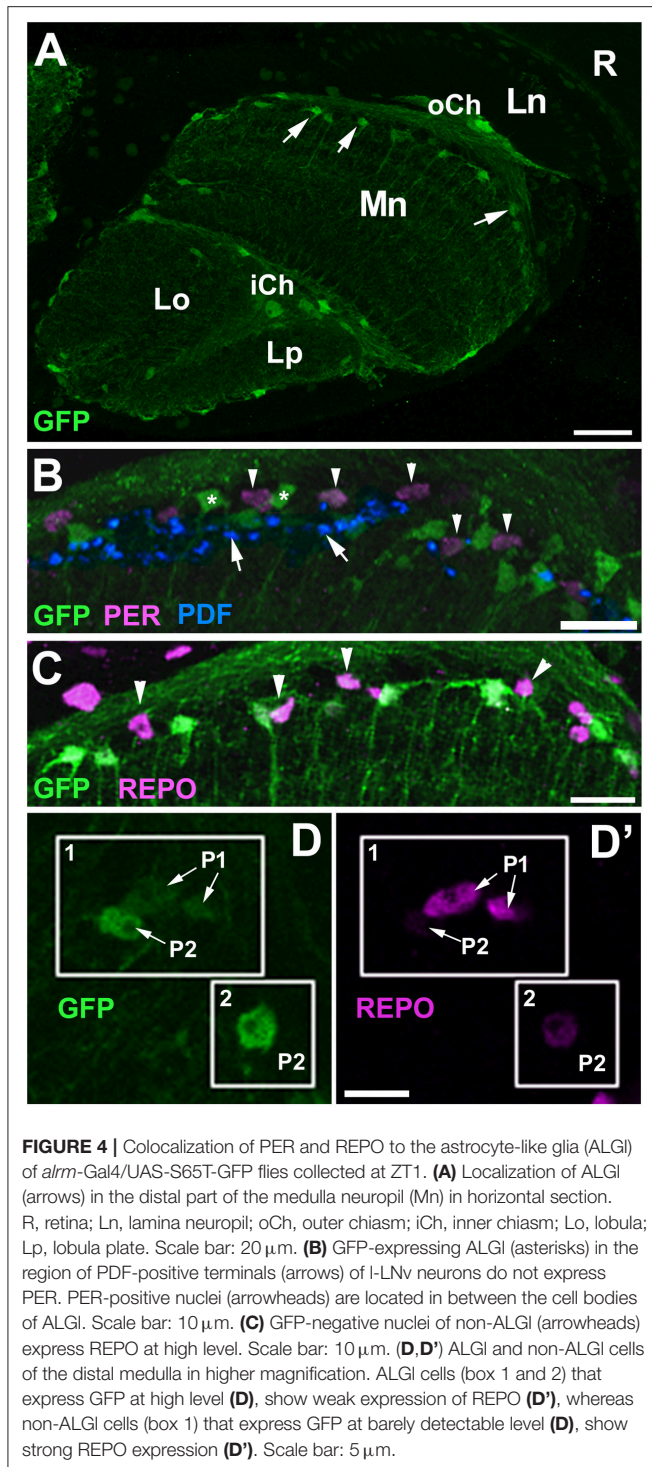 A
R
oCh
Ln
Mn
iCh
Lo
Lp
GFP
B
*
*
GFP PER PDF
C
GFP REPO
1
D
P1
P2
2
GFP
P2
1
D'
P1
P2
2
REPO
P2
FIGURE 4 | Colocalization of PER and REPO to the astrocyte-like glia (ALGl)
of alrm-Gal4/UAS-S65T-GFP flies collected at ZT1. (A) Localization of ALGl
(arrows) in the distal part of the medulla neuropil (Mn) in horizontal section.
R, retina; Ln, lamina neuropil; oCh, outer chiasm; iCh, inner chiasm; Lo, lobula;
Lp, lobula plate. Scale bar: 20 μm. (B) GFP-expressing ALGl (asterisks) in the
region of PDF-positive terminals (arrows) of l-LNv neurons do not express
PER. PER-positive nuclei (arrowheads) are located in between the cell bodies
of ALGl. Scale bar: 10 μm. (C) GFP-negative nuclei of non-ALGl (arrowheads)
express REPO at high level. Scale bar: 10 μm. (D,D') ALGl and non-ALGl cells
of the distal medulla in higher magnification. ALGl cells (box 1 and 2) that
express GFP at high level (D), show weak expression of REPO (D'), whereas
non-ALGl cells (box 1) that express GFP at barely detectable level (D), show
strong REPO expression (D'). Scale bar: 5 μm.